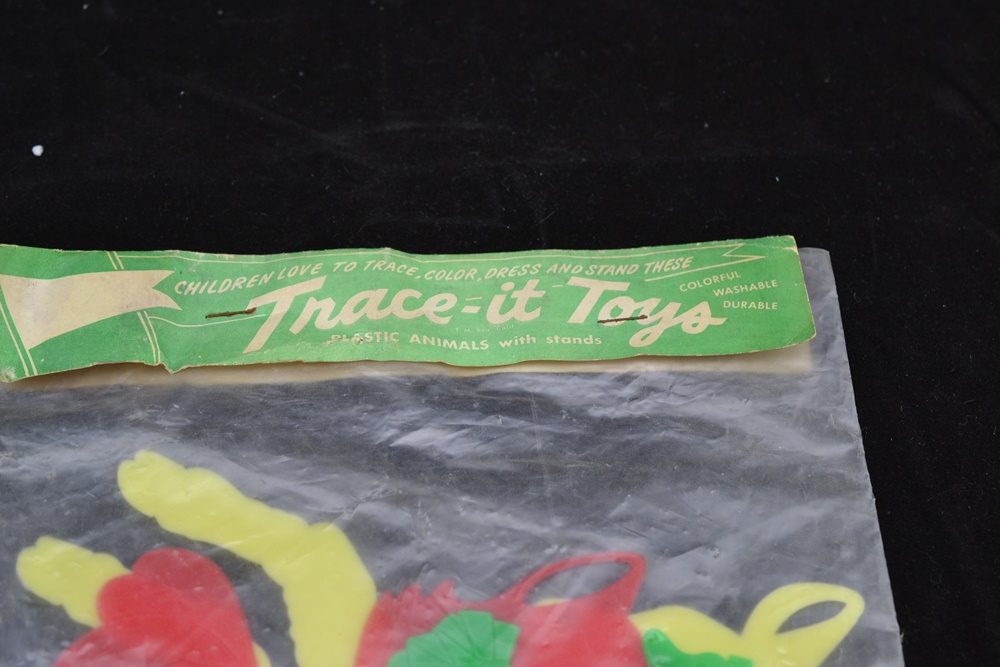 CHILDREN LOVE TO TRACE, COLOR, DRESS AND STAND THESE
Trace-it Toys
COLORFUL
WASHABLE
DURABLE
PLASTIC ANIMALS with stands